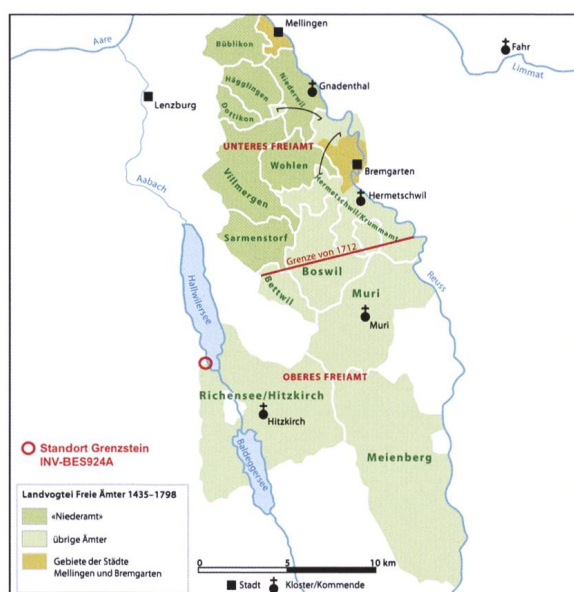 Mellingen
Aare
Büblikon
Fahr
Limmat
Niederwil
Gnadenthal
Hägglingen
Lenzburg
Dottikon
UNTERES FREIAMT
Wohlen
Bremgarten
Aabach
Villmergen
Hermetschwil/Krummamt
Hermetschwil
Sarmenstorf
Grenze von 1712
Boswil
Hallwilersee
Bettwil
Reuss
Muri
Muri
OBERES FREIAMT
Richensee/Hitzkirch
Hitzkirch
Standort Grenzstein
INV-BES924A
Baldeggersee
Meienberg
Landvogtei Freie Ämter 1435–1798
«Niederamt»
übrige Ämter
Gebiete der Städte
Mellingen und Bremgarten
0 5 10 km
Stadt Kloster/Kommende